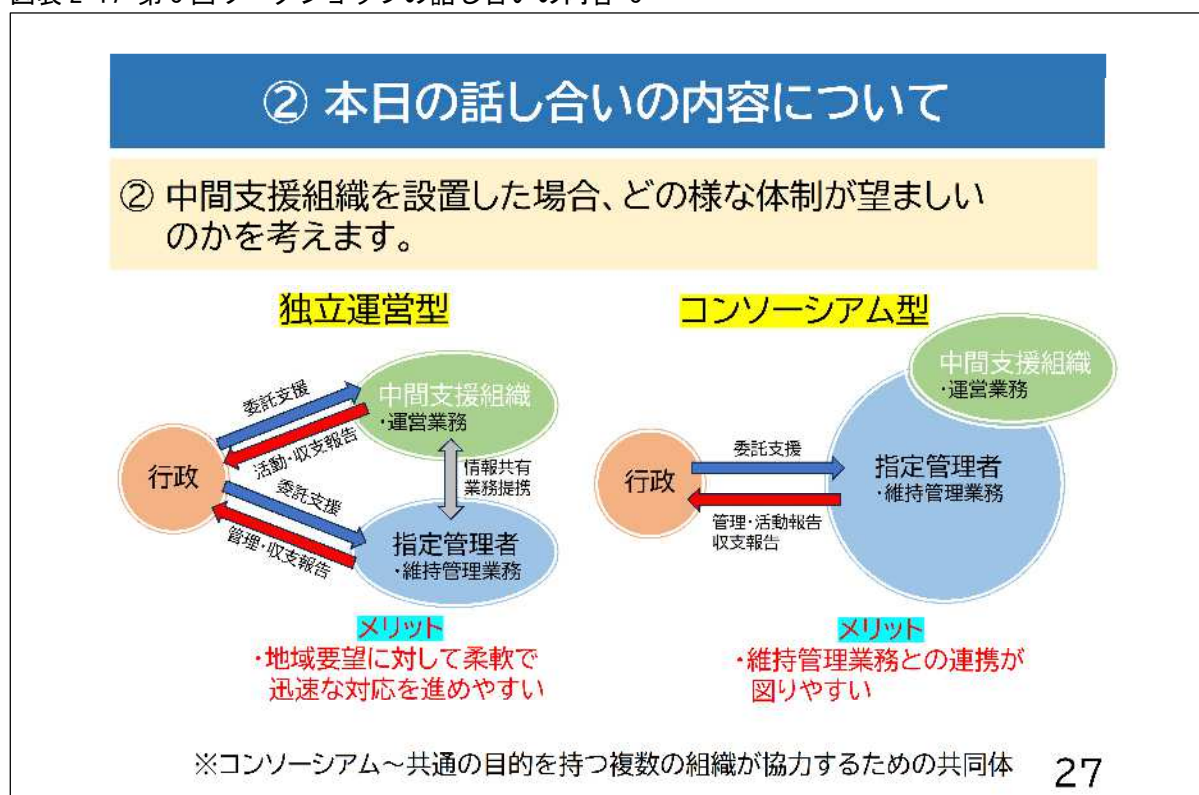 ② 本日の話し合いの内容について
② 中間支援組織を設置した場合、どの様な体制が望ましい
のかを考えます。
独立運営型
中間支援組織
・運営業務
委託支援
活動・収支報告
行政
情報共有
業務提携
委託支援
管理・収支報告
指定管理者
・維持管理業務
メリット
・地域要望に対して柔軟で
迅速な対応を進めやすい
コンソーシアム型
中間支援組織
・運営業務
委託支援
行政
指定管理者
・維持管理業務
管理・活動報告
収支報告
メリット
・維持管理業務との連携が
図りやすい
※コンソーシアム～共通の目的を持つ複数の組織が協力するための共同体
27